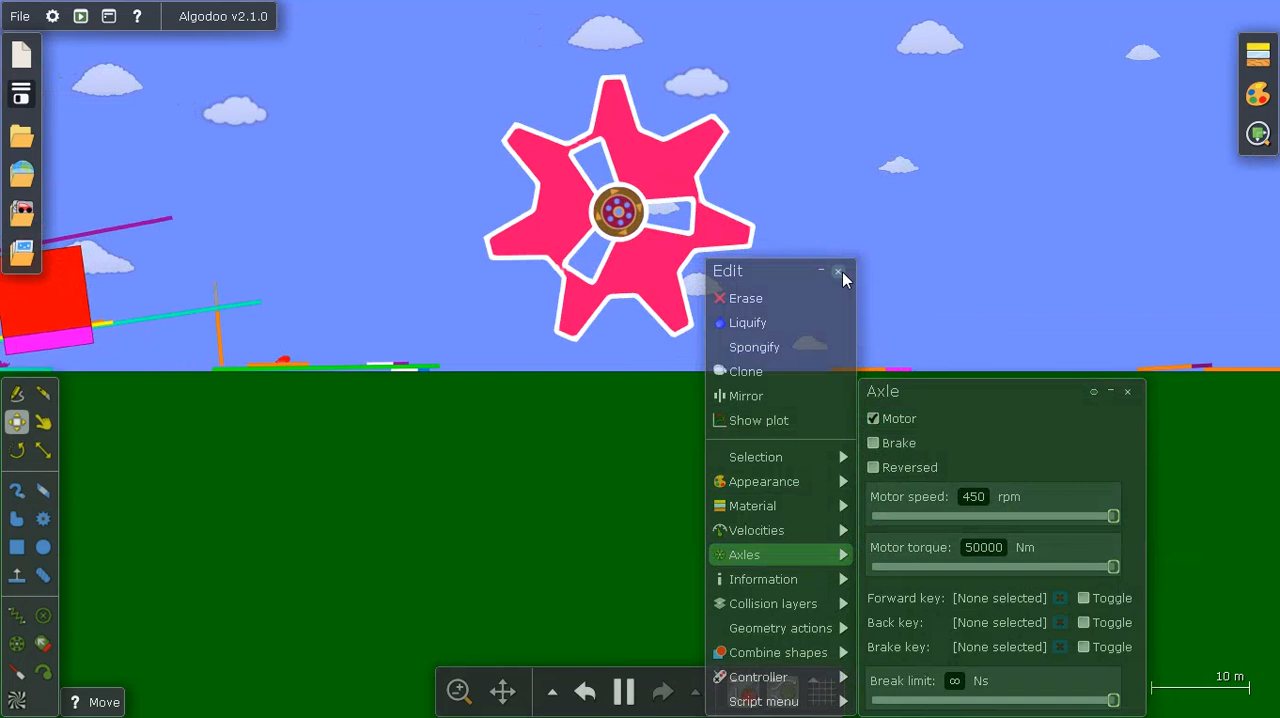 File ? Algodoo v2.1.0
Edit
Erase
Liquify
Spongify
Clone
Mirror
Show plot
Selection
Appearance
Material
Velocities
Axles
Information
Collision layers
Geometry actions
Combine shapes
Controller
Script menu
Axle
Motor
Brake
Reversed
Motor speed: 450 rpm
Motor torque: 50000 Nm
Forward key: [None selected] Toggle
Back key: [None selected] Toggle
Brake key: [None selected] Toggle
Break limit: ∞ Ns
10 m
? Move